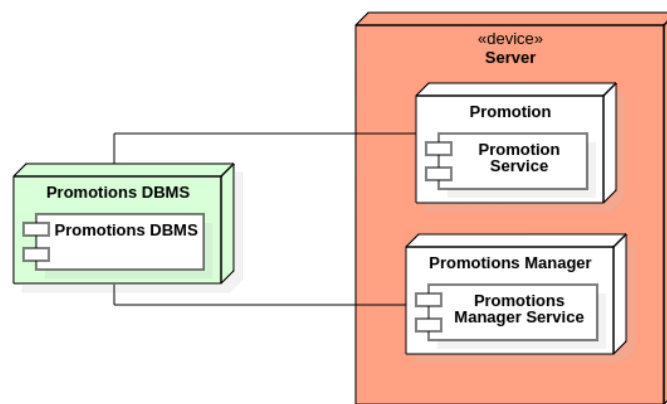 «device»
Server
Promotion
Promotion
Service
Promotions DBMS
Promotions DBMS
Promotions Manager
Promotions
Manager Service